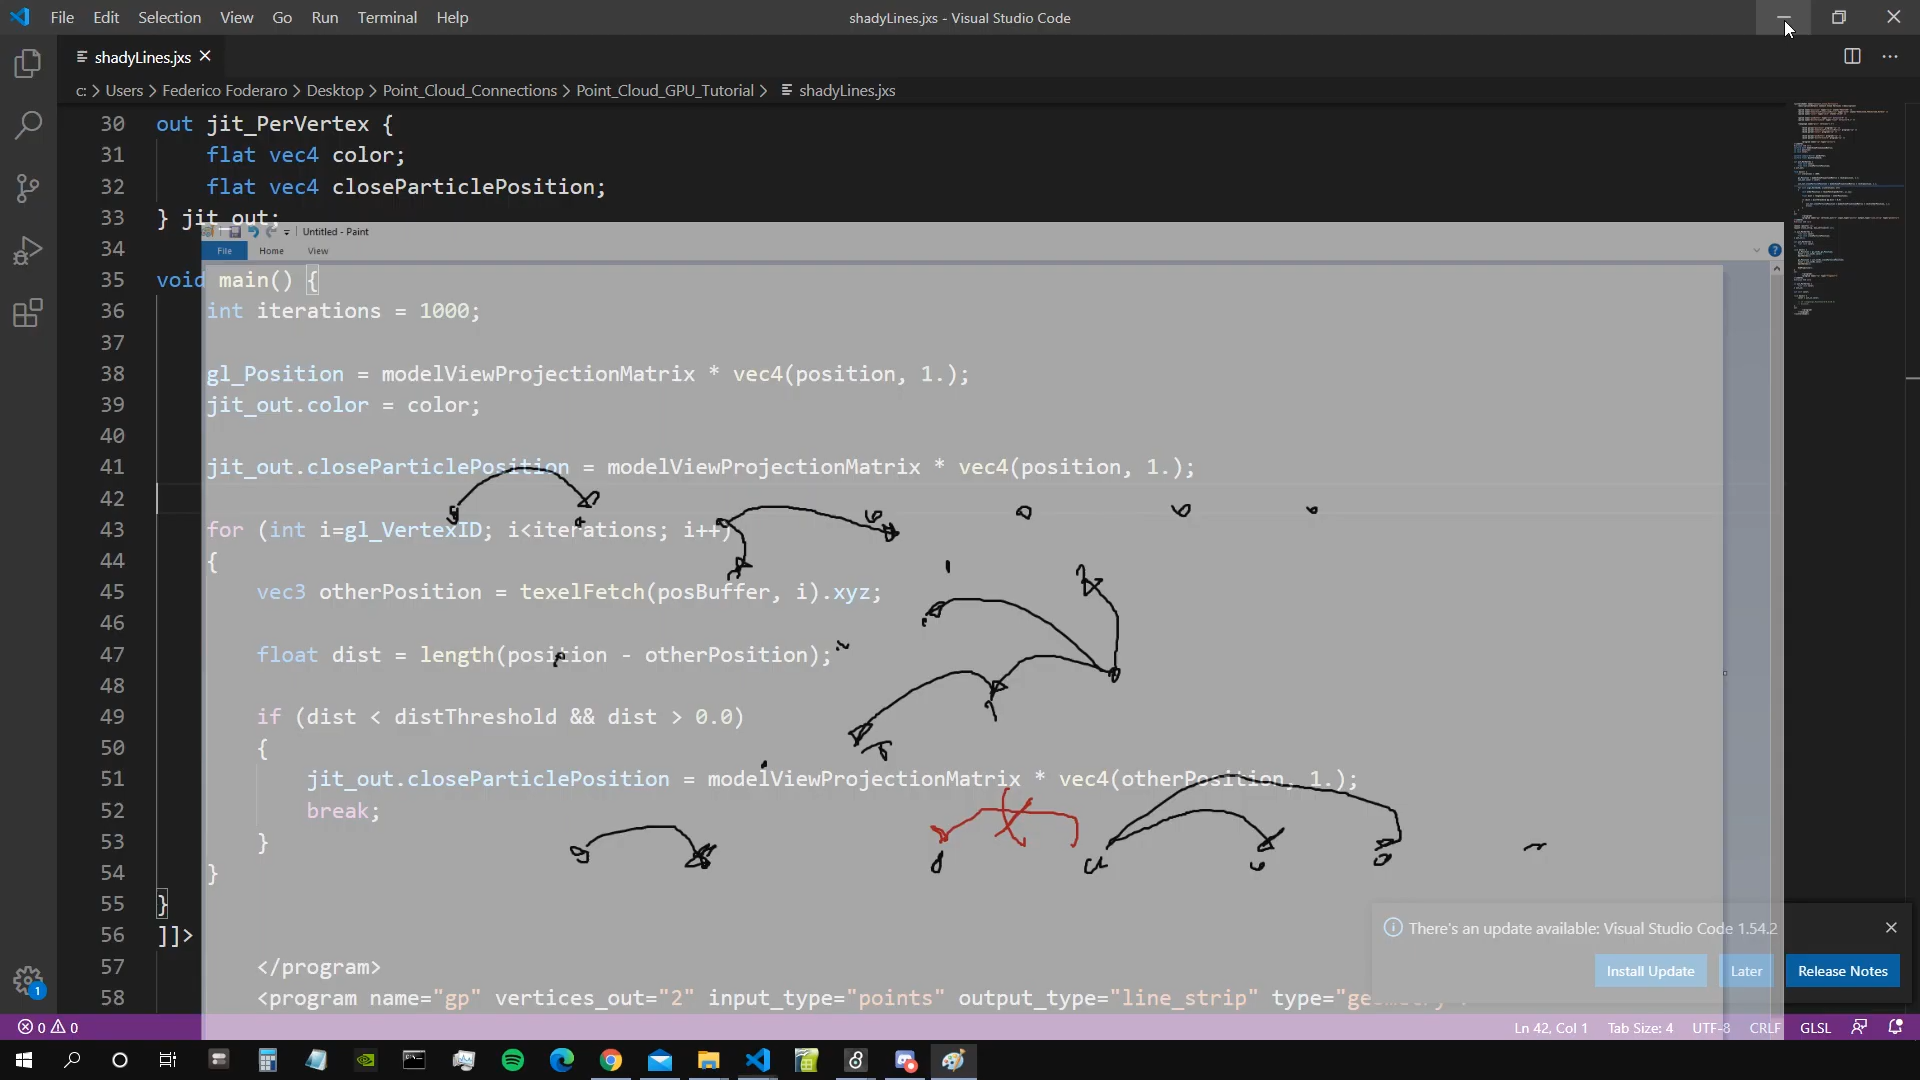 File Edit Selection View Go Run Terminal Help
shadyLines.jxs - Visual Studio Code
shadyLines.jxs
c: > Users > Federico Foderaro > Desktop > Point_Cloud_Connections > Point_Cloud_GPU_Tutorial > shadyLines.jxs
30 out jit_PerVertex {
31 flat vec4 color;
32 flat vec4 closeParticlePosition;
33 } jit_out;
Untitled - Paint
34
File Home View
35 void main() {
36 int iterations = 1000;
37
38 gl_Position = modelViewProjectionMatrix * vec4(position, 1.);
39 jit_out.color = color;
40
41 jit_out.closeParticlePosition = modelViewProjectionMatrix * vec4(position, 1.);
42
43 for (int i=gl_VertexID; i<iterations; i++)
44 {
45 vec3 otherPosition = texelFetch(posBuffer, i).xyz;
46
47 float dist = length(position - otherPosition);
48
49 if (dist < distThreshold && dist > 0.0)
50 {
51 jit_out.closeParticlePosition = modelViewProjectionMatrix * vec4(otherPosition, 1.);
52 break;
53 }
54 }
55 }
56 ]]>
57 </program>
58 <program name="gp" vertices_out="2" input_type="points" output_type="line_strip" type="geometry"
There's an update available: Visual Studio Code 1.54.2
Install Update Later Release Notes
1
0 0
Ln 42, Col 1 Tab Size: 4 UTF-8 CRLF GLSL